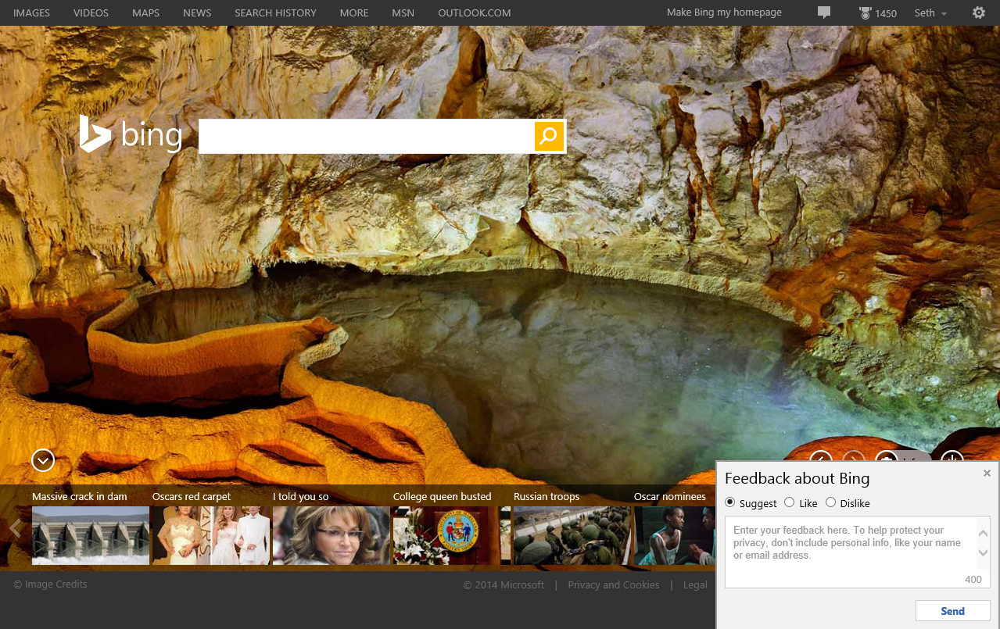 IMAGES VIDEOS MAPS NEWS SEARCH HISTORY MORE MSN OUTLOOK.COM Make Bing my homepage 1450 Seth
bing
Feedback about Bing
Massive crack in dam Oscars red carpet I told you so College queen busted Russian troops Oscar nominees
Suggest Like Dislike
Enter your feedback here. To help protect your
privacy, don't include personal info, like your name
or email address.
400
© Image Credits © 2014 Microsoft | Privacy and Cookies | Legal
Send